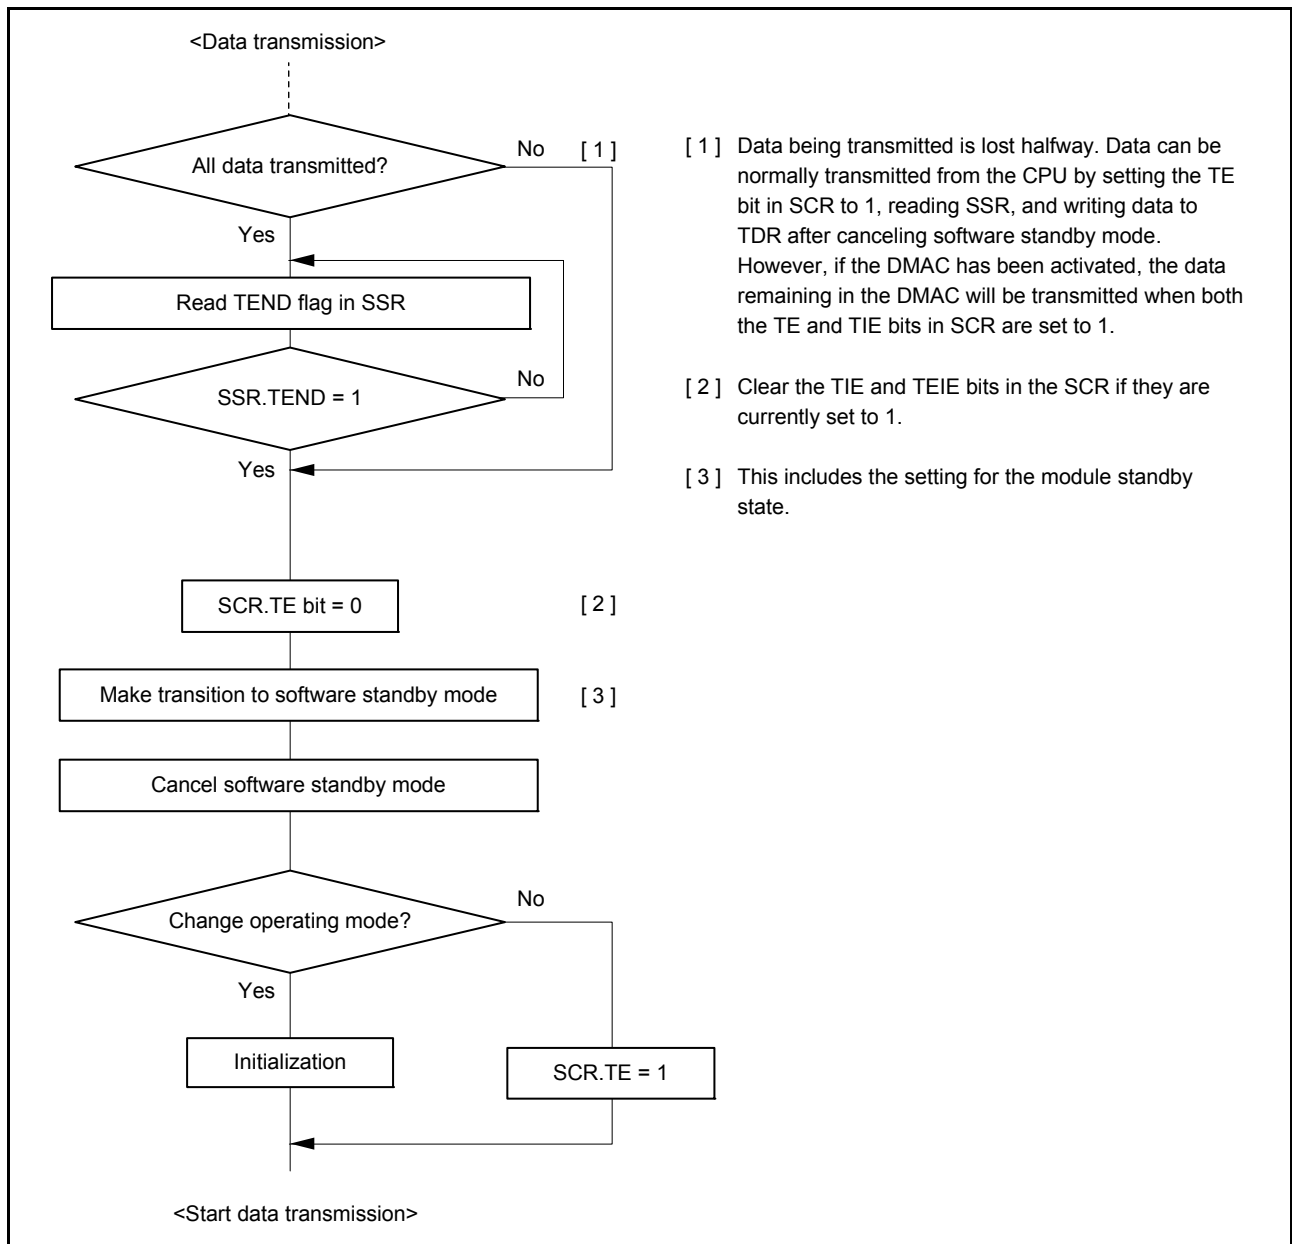 <Data transmission>
All data transmitted?
No [ 1 ]
Yes
Read TEND flag in SSR
SSR.TEND = 1
No
Yes
SCR.TE bit = 0
[ 2 ]
Make transition to software standby mode
[ 3 ]
Cancel software standby mode
Change operating mode?
No
Yes
Initialization
SCR.TE = 1
<Start data transmission>
[ 1 ] Data being transmitted is lost halfway. Data can be
normally transmitted from the CPU by setting the TE
bit in SCR to 1, reading SSR, and writing data to
TDR after canceling software standby mode.
However, if the DMAC has been activated, the data
remaining in the DMAC will be transmitted when both
the TE and TIE bits in SCR are set to 1.
[ 2 ] Clear the TIE and TEIE bits in the SCR if they are
currently set to 1.
[ 3 ] This includes the setting for the module standby
state.